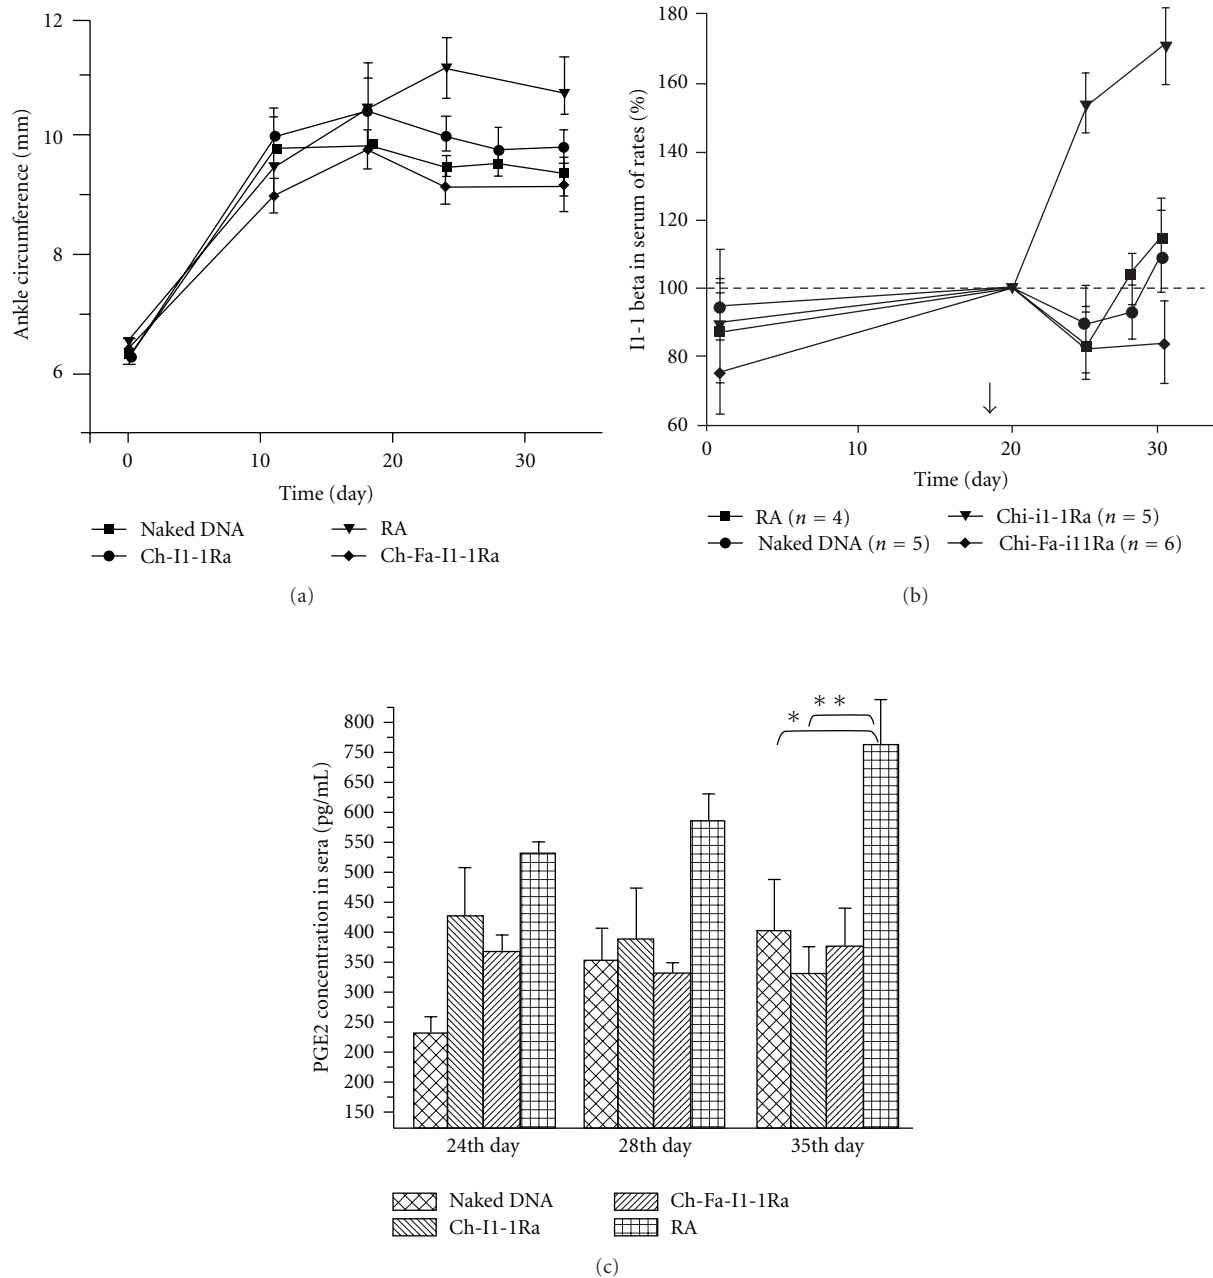 12
10
8
6
Ankle circumference (mm)
0 10 20 30
Time (day)
Naked DNA
RA
Ch-I1-1Ra
Ch-Fa-I1-1Ra
(a)
180
160
140
120
100
80
60
I1-1 beta in serum of rates (%)
0 10 20 30
Time (day)
RA (n = 4)
Chi-i1-1Ra (n = 5)
Naked DNA (n = 5)
Chi-Fa-i11Ra (n = 6)
(b)
∗ ∗
∗
800
750
650
600
550
500
450
400
350
300
250
200
200
150
PGE2 concentration in sera (pg/mL)
24th day 28th day 35th day
Naked DNA
Ch-Fa-I1-1Ra
Ch-I1-1Ra
RA
(c)